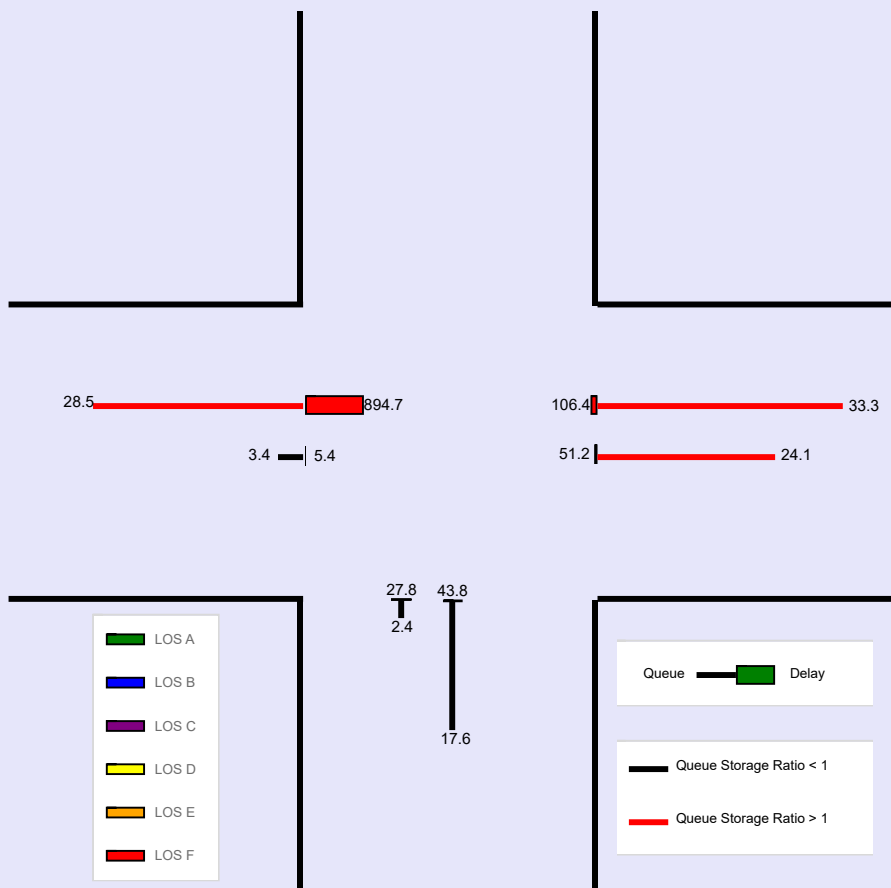 28.5
894.7
106.4
33.3
3.4
5.4
51.2
24.1
27.8
43.8
2.4
17.6
LOS A
LOS B
LOS C
LOS D
LOS E
LOS F
Queue
Delay
Queue Storage Ratio < 1
Queue Storage Ratio > 1